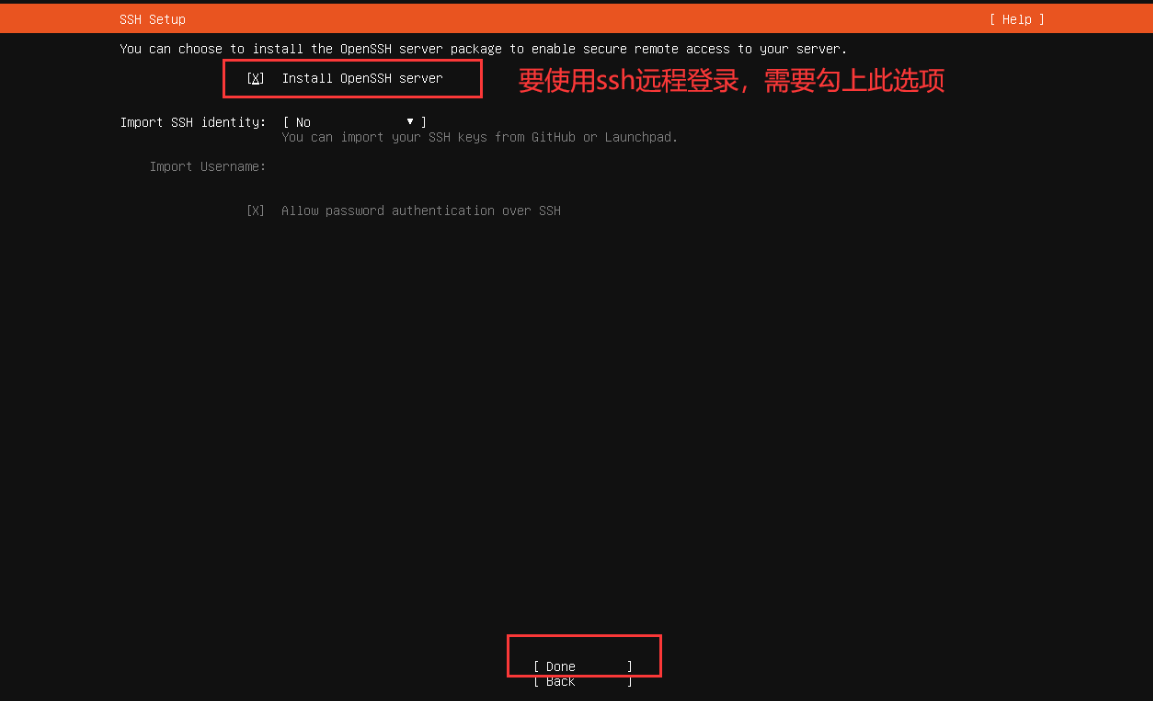 SSH Setup [ Help ]
You can choose to install the OpenSSH server package to enable secure remote access to your server.
[X] Install OpenSSH server 要使用ssh远程登录，需要勾上此选项
Import SSH identity: [ No ▾ ]
You can import your SSH keys from GitHub or Launchpad.
Import Username:
[X] Allow password authentication over SSH
[ Done ]
[ Back ]